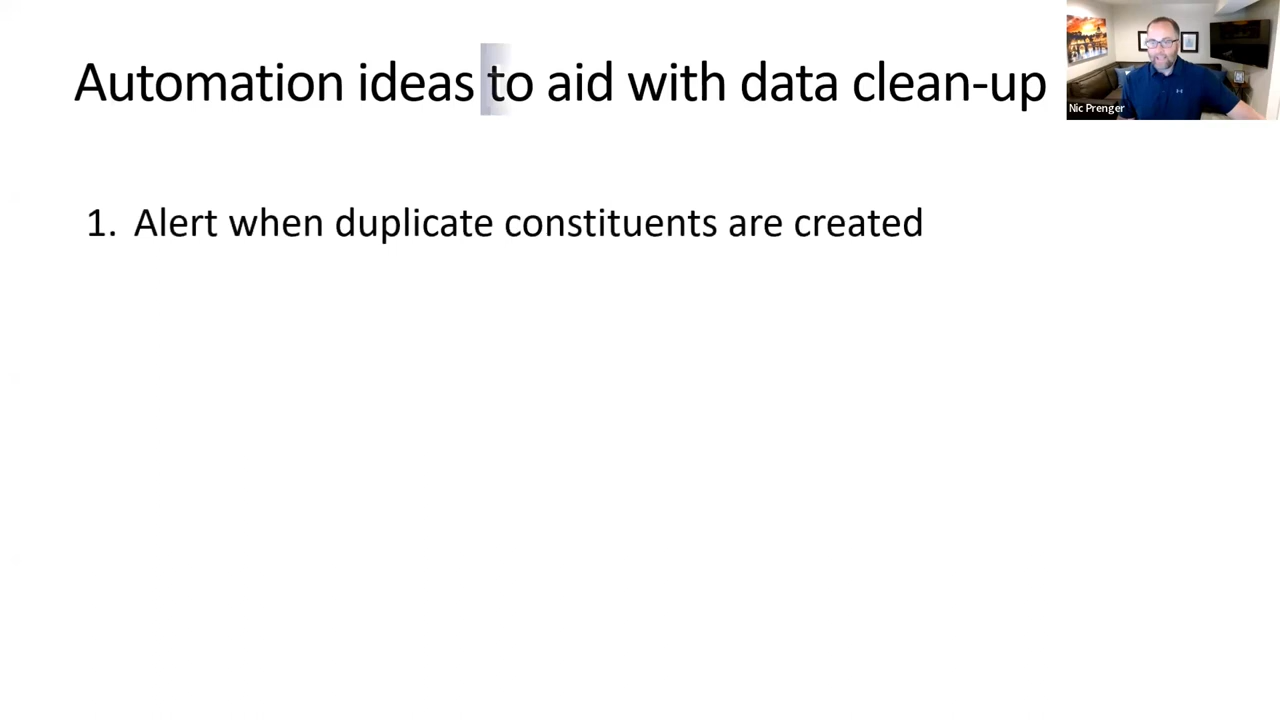 Automation ideas to aid with data clean-up
Nic Prenger
1. Alert when duplicate constituents are created